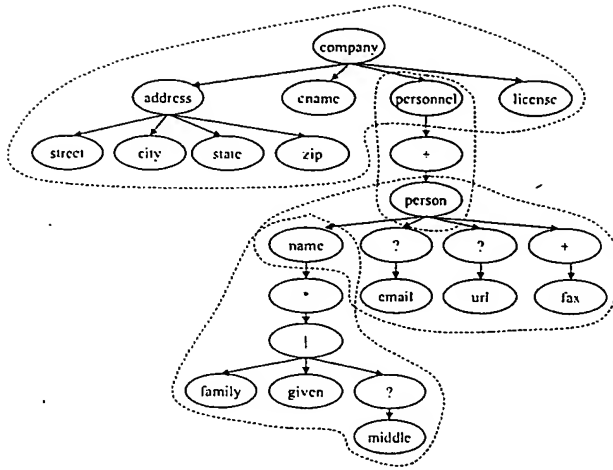 company
address cname personnel license
street city state zip +
person
name ? ? +
* email url fax
|
family given ?
middle